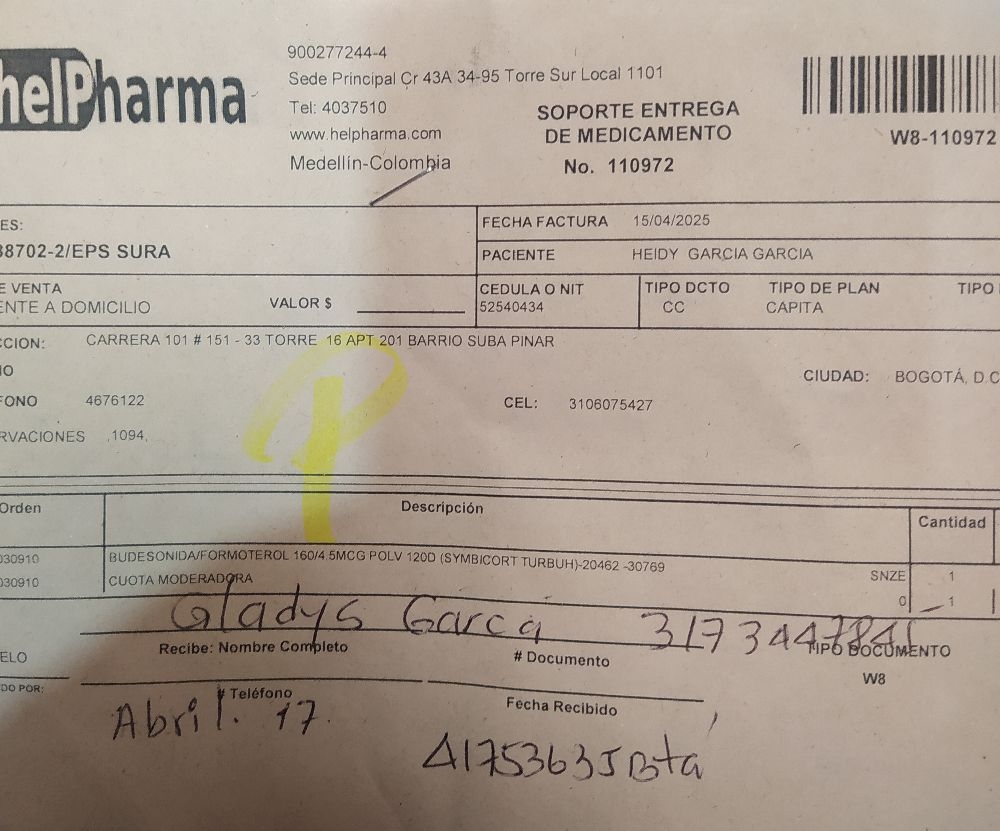 helPharma
900277244-4
Sede Principal Cr 43A 34-95 Torre Sur Local 1101
Tel: 4037510
www.helpharma.com
Medellín-Colombia
SOPORTE ENTREGA
DE MEDICAMENTO
No. 110972
W8-110972
ES:
38702-2/EPS SURA
FECHA FACTURA 15/04/2025
PACIENTE HEIDY GARCIA GARCIA
E VENTA
ENTE A DOMICILIO VALOR $
CEDULA O NIT TIPO DCTO TIPO DE PLAN TIPO
52540434 CC CAPITA
CCION: CARRERA 101 # 151 - 33 TORRE 16 APT 201 BARRIO SUBA PINAR
IO
CIUDAD: BOGOTÁ, D.C
FONO 4676122 CEL: 3106075427
RVACIONES ,1094,
Orden Descripción Cantidad
030910 BUDESONIDA/FORMOTEROL 160/4.5MCG POLV 120D (SYMBICORT TURBUH)-20462 -30769 SNZE 1
030910 CUOTA MODERADORA 0 1
Gladys Garcia
Recibe: Nombre Completo # Documento TIPO DOCUMENTO
ELO W8
DO POR: # Teléfono Fecha Recibido
Abril. 17.
Bta